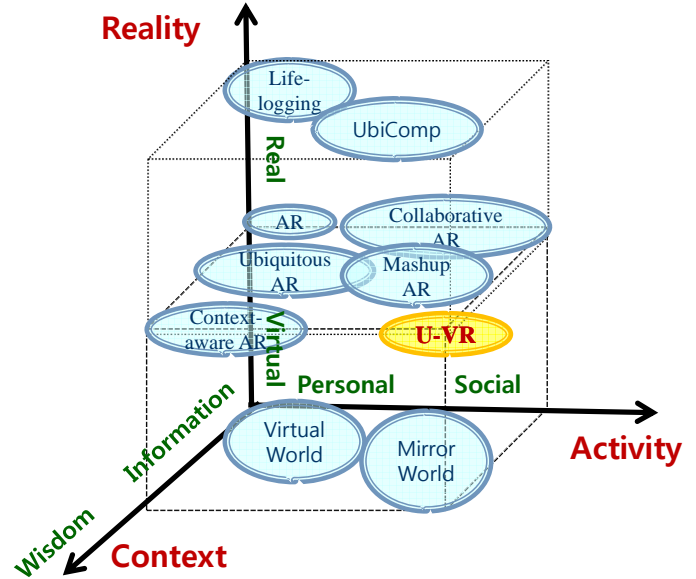 Reality
Life-
logging
UbiComp
Real
AR
Collaborative
AR
Ubiquitous
AR
Mashup
AR
Context-
aware AR
Virtual
U-VR
Personal
Social
Activity
Information
Virtual
World
Mirror
World
Wisdom
Context